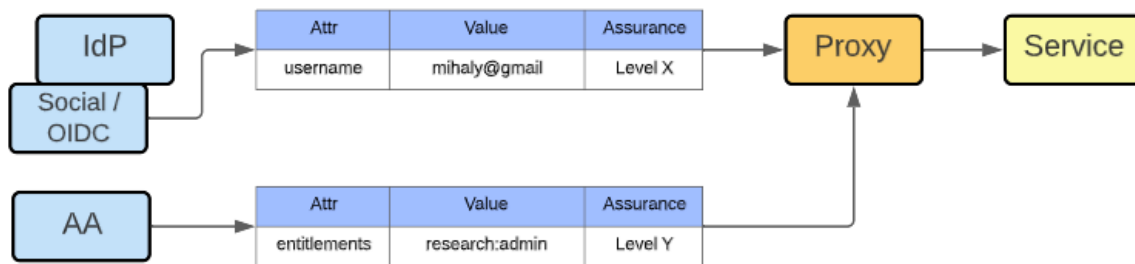 IdP
Social /
OIDC
Attr Value Assurance
username mihaly@gmail Level X
Proxy
Service
AA
Attr Value Assurance
entitlements research:admin Level Y